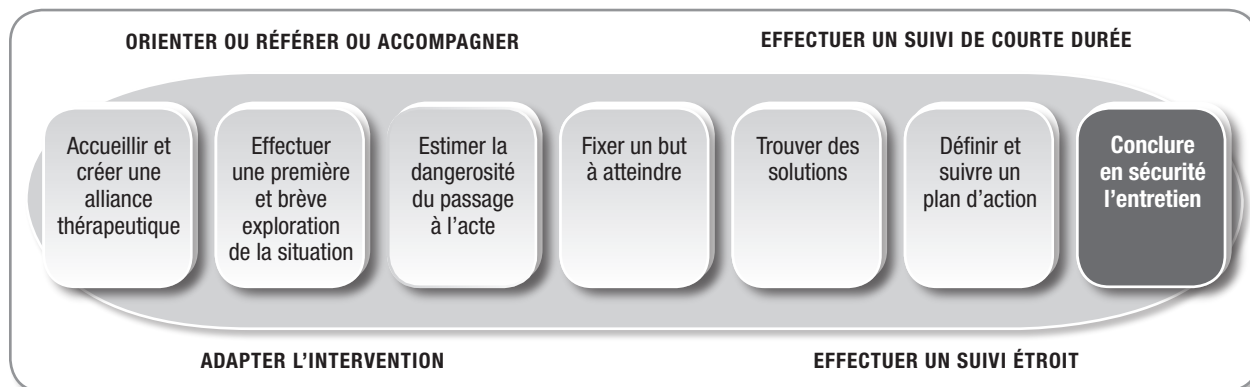 ORIENTER OU RÉFÉRER OU ACCOMPAGNER
EFFECTUER UN SUIVI DE COURTE DURÉE
Accueillir et
créer une
alliance
thérapeutique
Effectuer
une première
et brève
exploration
de la situation
Estimer la
dangerosité
du passage
à l'acte
Fixer un but
à atteindre
Trouver des
solutions
Définir et
suivre un
plan d'action
Conclure
en sécurité
l'entretien
ADAPTER L'INTERVENTION
EFFECTUER UN SUIVI ÉTROIT